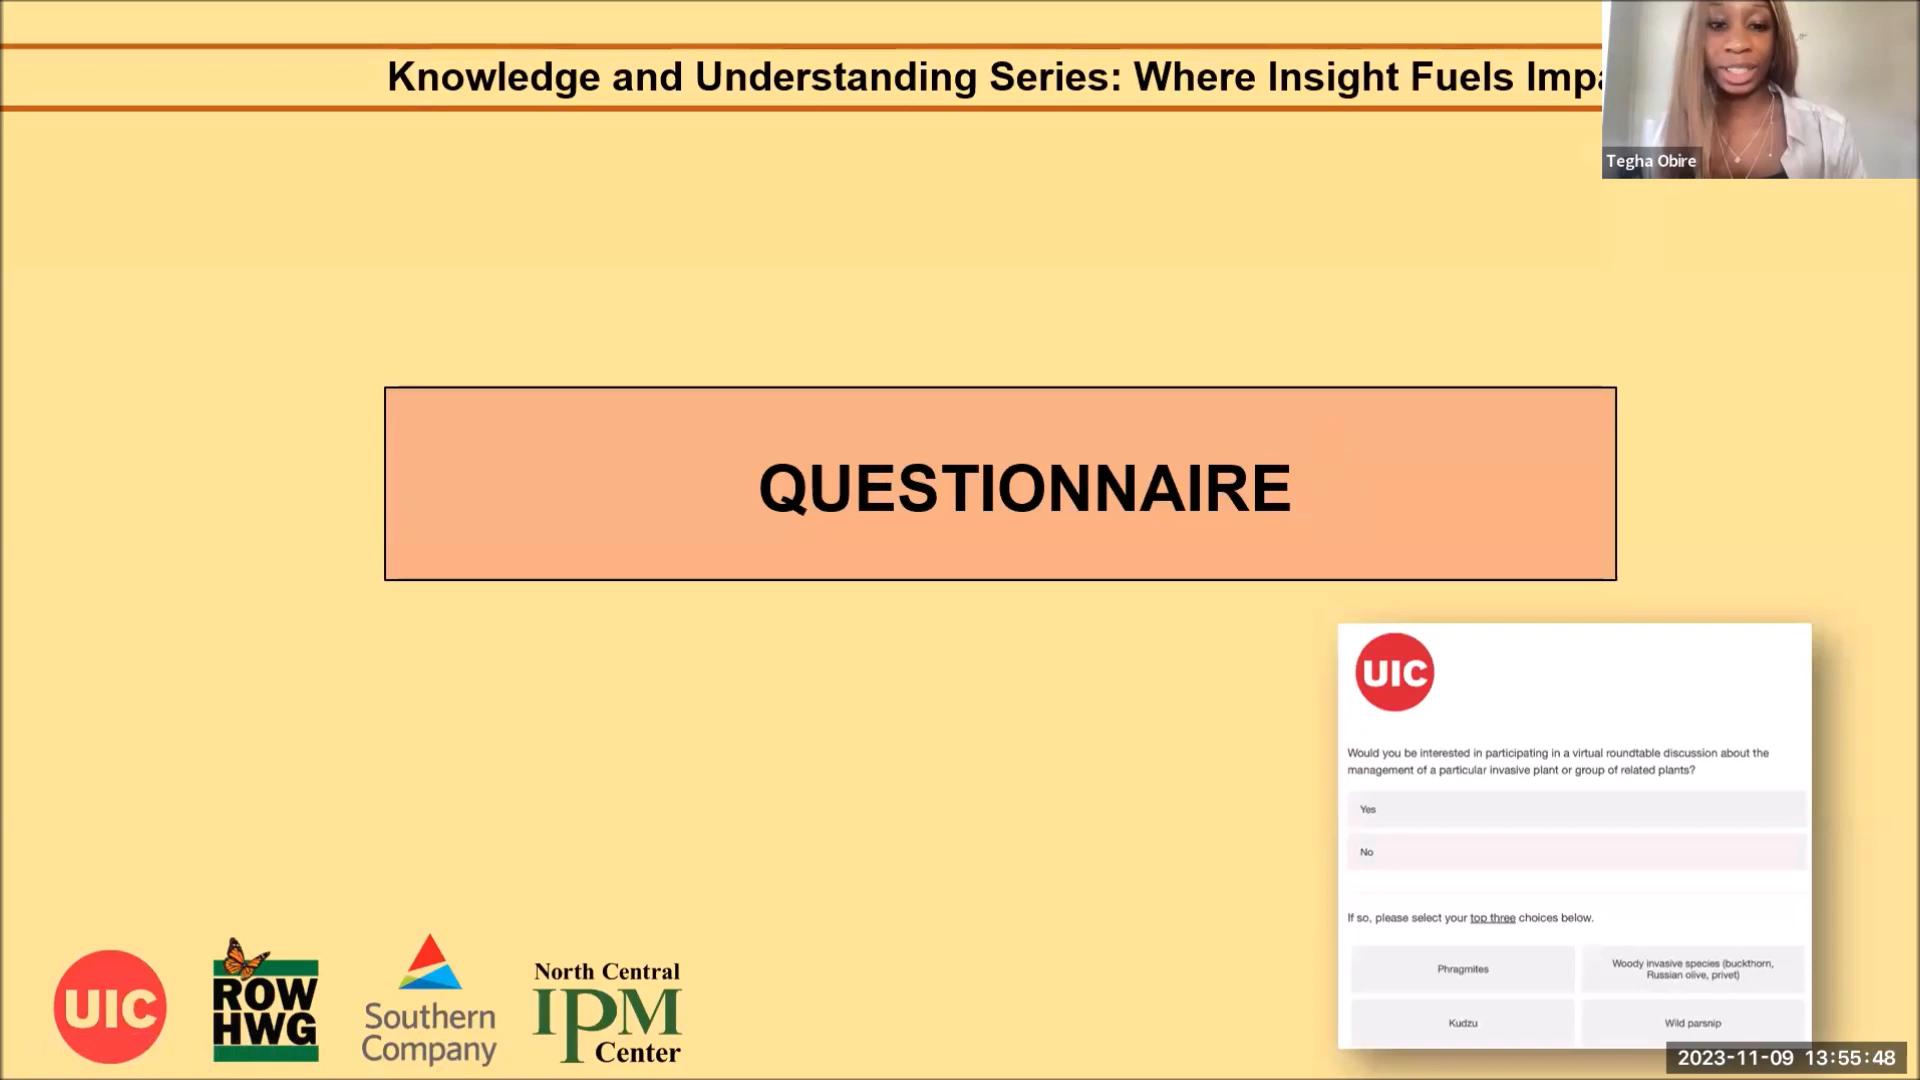 Knowledge and Understanding Series: Where Insight Fuels Impa
Tegha Obire
QUESTIONNAIRE
UIC
Would you be interested in participating in a virtual roundtable discussion about the
management of a particular invasive plant or group of related plants?
Yes
No
If so, please select your top three choices below.
Phragmites
Woody invasive species (buckthorn,
Russian olive, privet)
Kudzu
Wild parsnip
UIC
ROW
HWG
Southern
Company
North Central
IPM
Center
2023-11-09 13:55:48